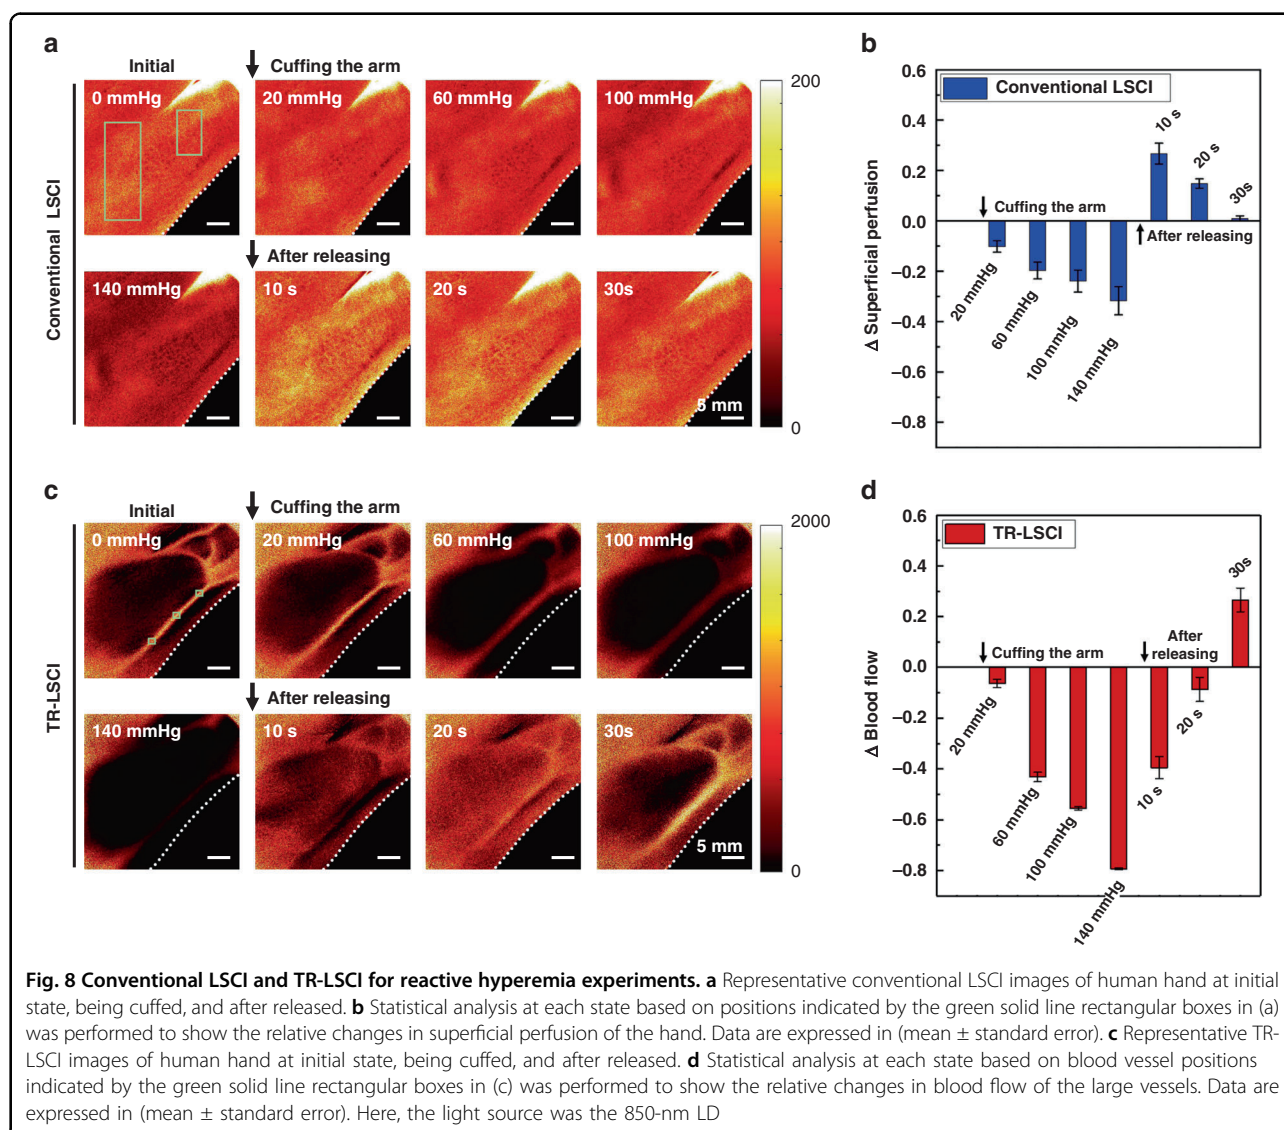 a
Initial
Cuffing the arm
0 mmHg
20 mmHg
60 mmHg
100 mmHg
200
Conventional LSCI
After releasing
140 mmHg
10 s
20 s
30s
5 mm
0
b
0.6
0.4
0.2
0.0
−0.2
−0.4
−0.6
−0.8
Δ Superficial perfusion
Conventional LSCI
Cuffing the arm
After releasing
20 mmHg
60 mmHg
100 mmHg
140 mmHg
10 s
20 s
30s
c
Initial
Cuffing the arm
0 mmHg
20 mmHg
60 mmHg
100 mmHg
2000
TR-LSCI
After releasing
140 mmHg
10 s
20 s
30s
5 mm
0
d
0.6
0.4
0.2
0.0
−0.2
−0.4
−0.6
−0.8
Δ Blood flow
TR-LSCI
Cuffing the arm
After
releasing
20 mmHg
60 mmHg
100 mmHg
140 mmHg
10 s
20 s
30s
Fig. 8 Conventional LSCI and TR-LSCI for reactive hyperemia experiments. a Representative conventional LSCI images of human hand at initial
state, being cuffed, and after released. b Statistical analysis at each state based on positions indicated by the green solid line rectangular boxes in (a)
was performed to show the relative changes in superficial perfusion of the hand. Data are expressed in (mean ± standard error). c Representative TR-
LSCI images of human hand at initial state, being cuffed, and after released. d Statistical analysis at each state based on blood vessel positions
indicated by the green solid line rectangular boxes in (c) was performed to show the relative changes in blood flow of the large vessels. Data are
expressed in (mean ± standard error). Here, the light source was the 850-nm LD